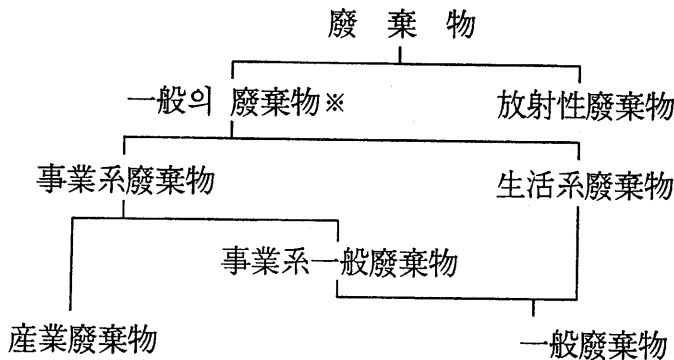 廢 棄 物
一般의 廢棄物※ 放射性廢棄物
事業系廢棄物 生活系廢棄物
事業系一般廢棄物
産業廢棄物 一般廢棄物